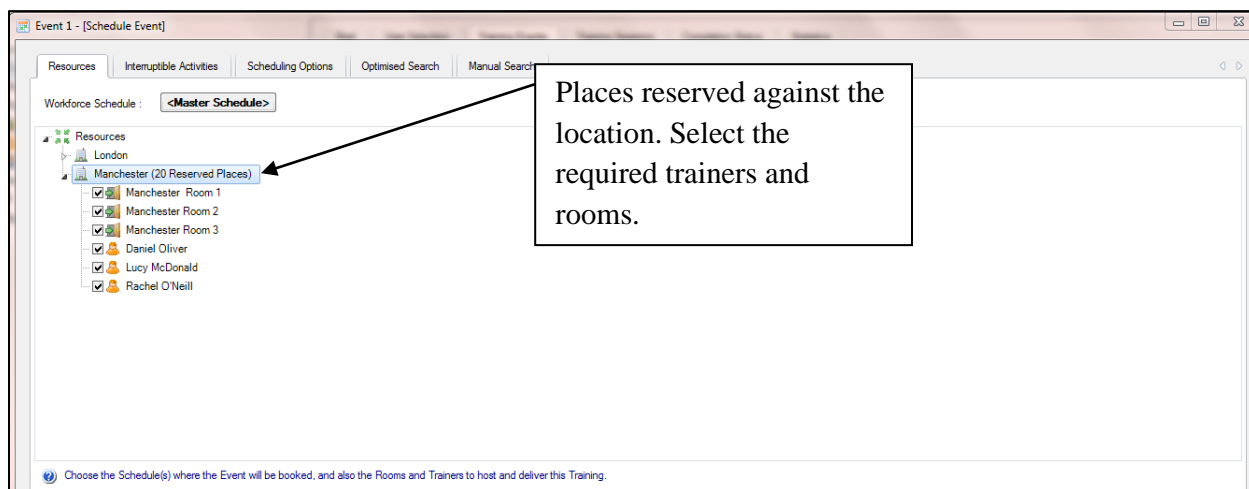 Event 1 - [Schedule Event]
Resources Interruptible Activities Scheduling Options Optimised Search Manual Search
Workforce Schedule : <Master Schedule>
Places reserved against the
location. Select the
required trainers and
rooms.
Resources
London
Manchester (20 Reserved Places)
Manchester Room 1
Manchester Room 2
Manchester Room 3
Daniel Oliver
Lucy McDonald
Rachel O'Neill
Choose the Schedule(s) where the Event will be booked, and also the Rooms and Trainers to host and deliver this Training.